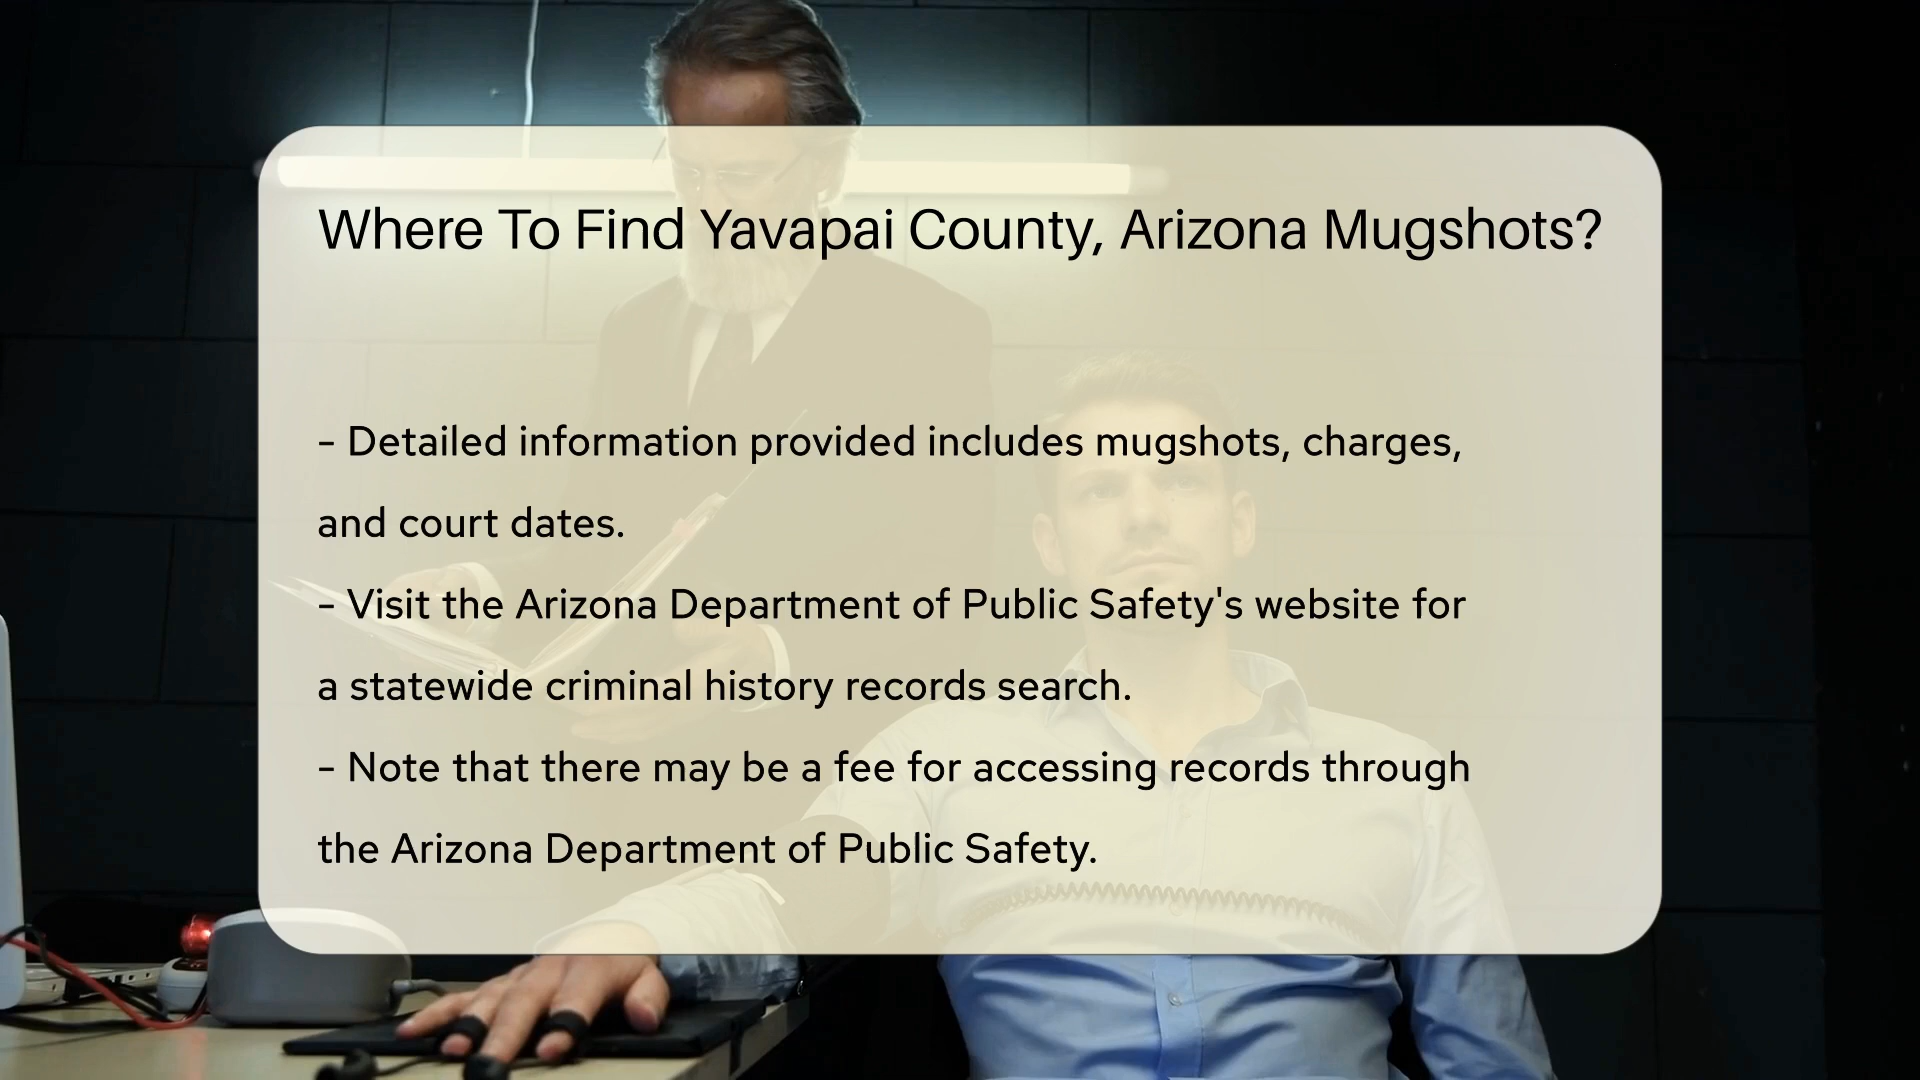 Where To Find Yavapai County, Arizona Mugshots?
- Detailed information provided includes mugshots, charges,
and court dates.
- Visit the Arizona Department of Public Safety's website for
a statewide criminal history records search.
- Note that there may be a fee for accessing records through
the Arizona Department of Public Safety.